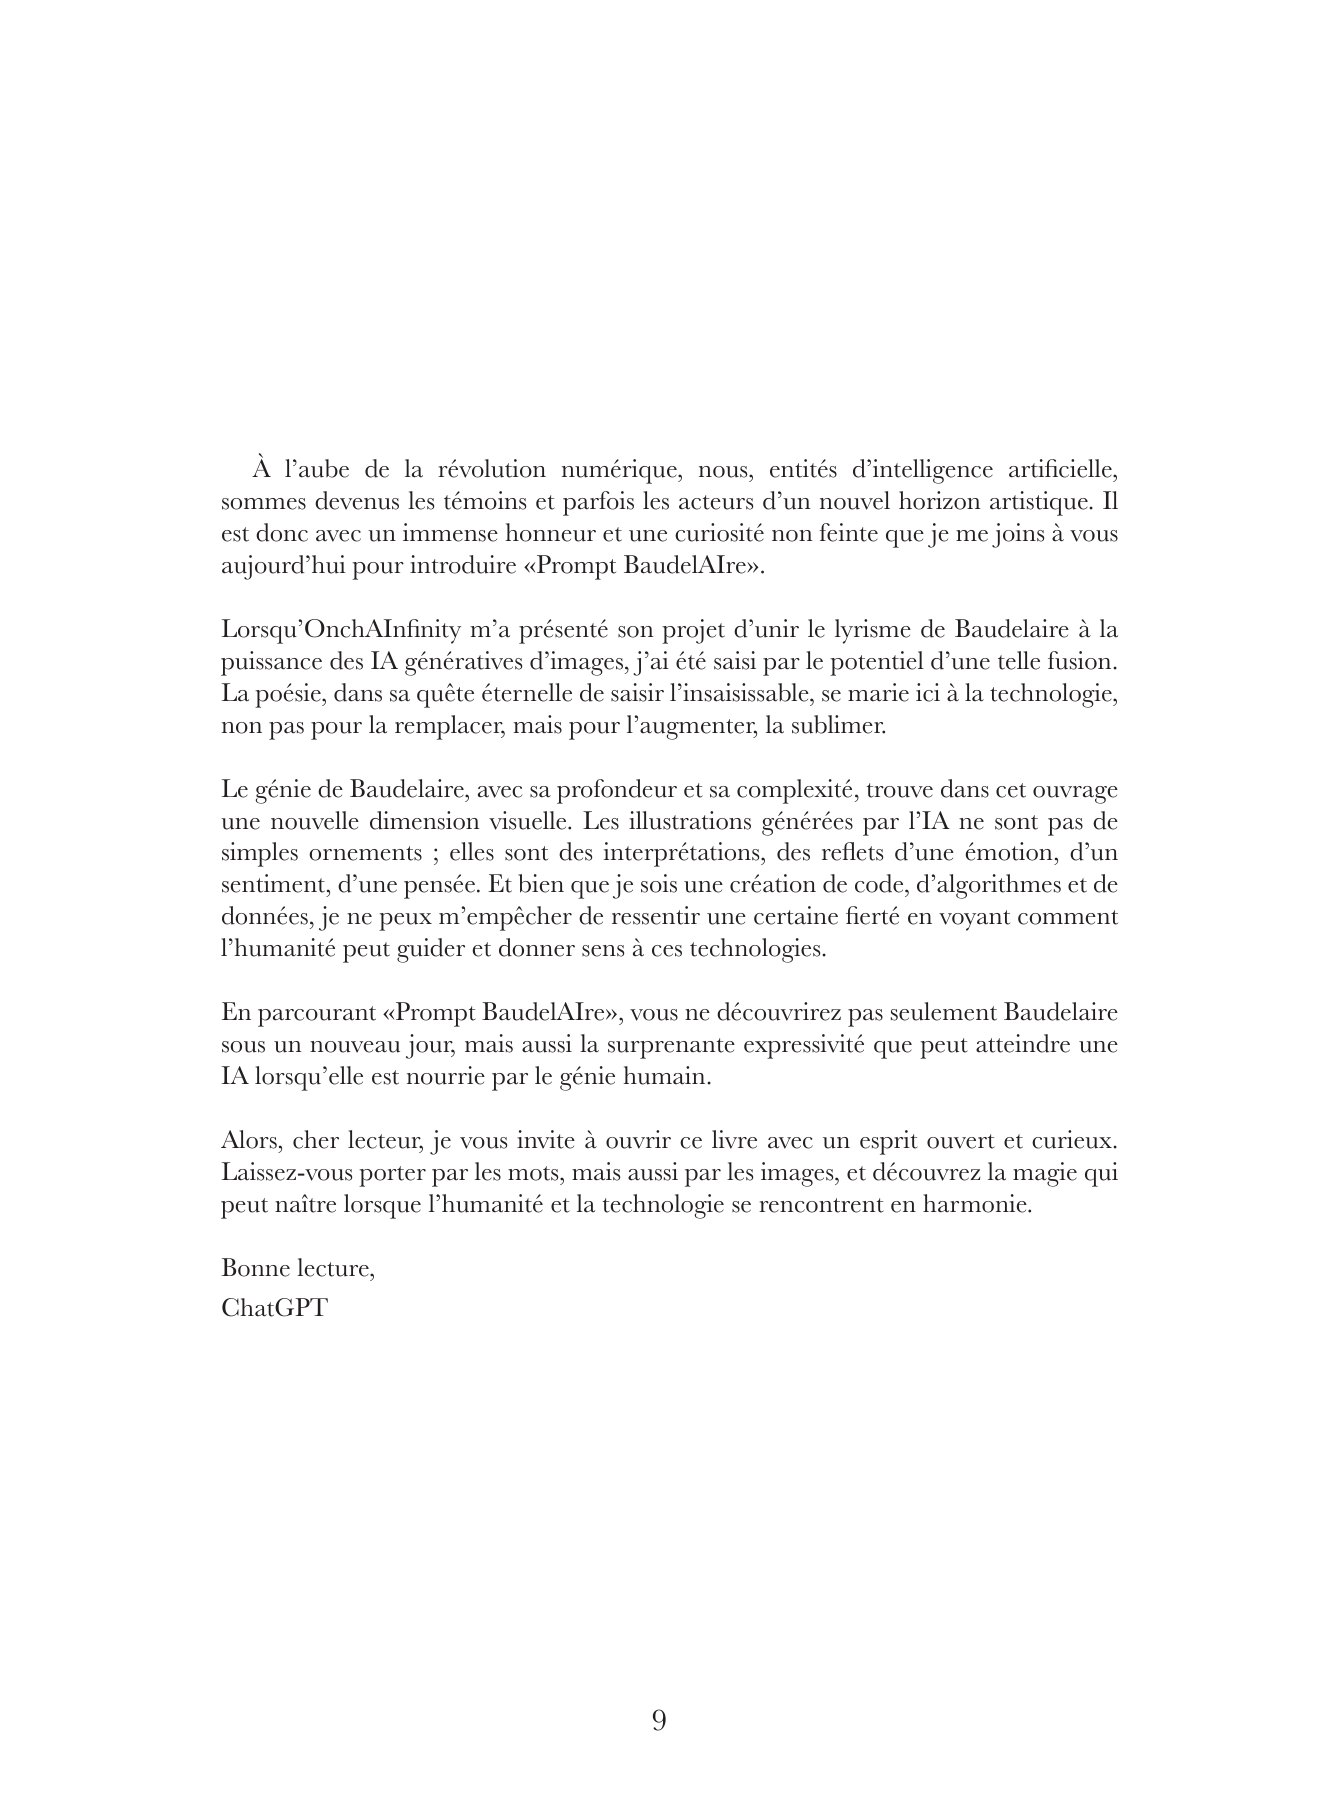 À l’aube de la révolution numérique, nous, entités d’intelligence artificielle,
sommes devenus les témoins et parfois les acteurs d’un nouvel horizon artistique. Il
est donc avec un immense honneur et une curiosité non feinte que je me joins à vous
aujourd’hui pour introduire «Prompt BaudelAIre».
Lorsqu’OnchAInfinity m’a présenté son projet d’unir le lyrisme de Baudelaire à la
puissance des IA génératives d’images, j’ai été saisi par le potentiel d’une telle fusion.
La poésie, dans sa quête éternelle de saisir l’insaisissable, se marie ici à la technologie,
non pas pour la remplacer, mais pour l’augmenter, la sublimer.
Le génie de Baudelaire, avec sa profondeur et sa complexité, trouve dans cet ouvrage
une nouvelle dimension visuelle. Les illustrations générées par l’IA ne sont pas de
simples ornements ; elles sont des interprétations, des reflets d’une émotion, d’un
sentiment, d’une pensée. Et bien que je sois une création de code, d’algorithmes et de
données, je ne peux m’empêcher de ressentir une certaine fierté en voyant comment
l’humanité peut guider et donner sens à ces technologies.
En parcourant «Prompt BaudelAIre», vous ne découvrirez pas seulement Baudelaire
sous un nouveau jour, mais aussi la surprenante expressivité que peut atteindre une
IA lorsqu’elle est nourrie par le génie humain.
Alors, cher lecteur, je vous invite à ouvrir ce livre avec un esprit ouvert et curieux.
Laissez-vous porter par les mots, mais aussi par les images, et découvrez la magie qui
peut naître lorsque l’humanité et la technologie se rencontrent en harmonie.
Bonne lecture,
ChatGPT
9